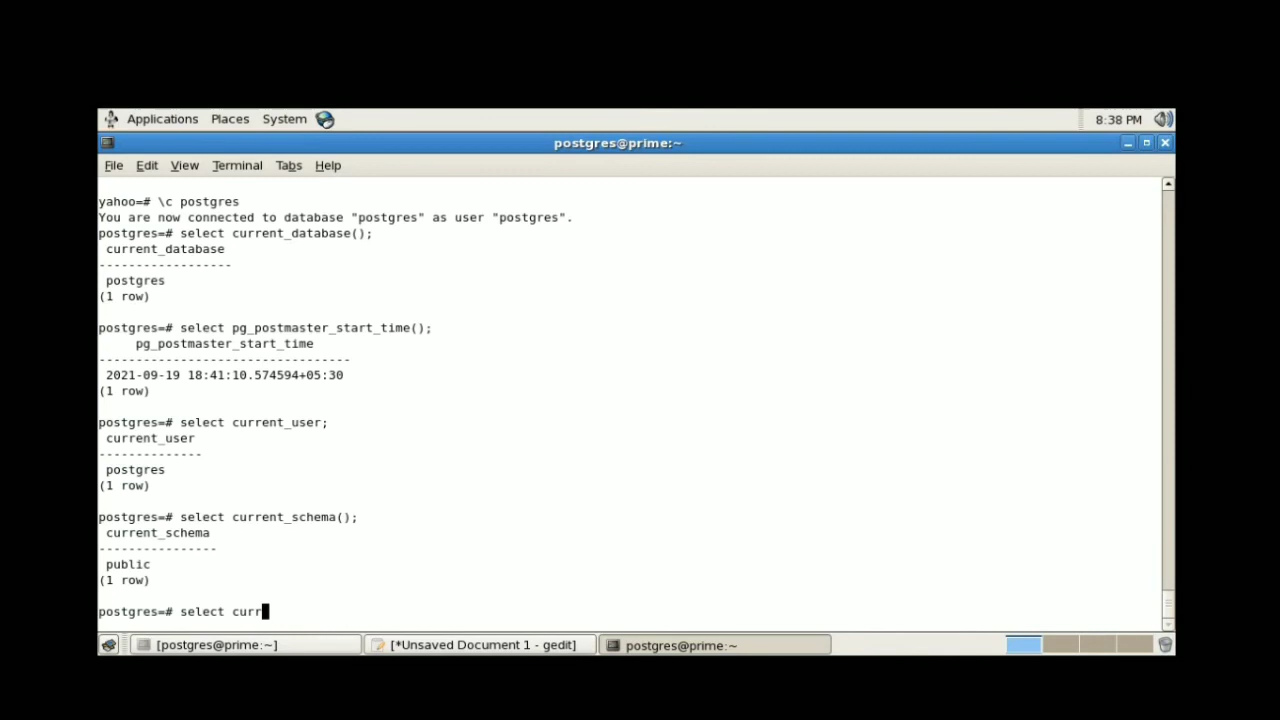 Applications Places System 8:38 PM
postgres@prime:~
File Edit View Terminal Tabs Help
yahoo=# \c postgres
You are now connected to database "postgres" as user "postgres".
postgres=# select current_database();
 current_database
------------------
 postgres
(1 row)
postgres=# select pg_postmaster_start_time();
     pg_postmaster_start_time
----------------------------------
 2021-09-19 18:41:10.574594+05:30
(1 row)
postgres=# select current_user;
 current_user
--------------
 postgres
(1 row)
postgres=# select current_schema();
 current_schema
----------------
 public
(1 row)
postgres=# select curr
[postgres@prime:~] [*Unsaved Document 1 - gedit] postgres@prime:~